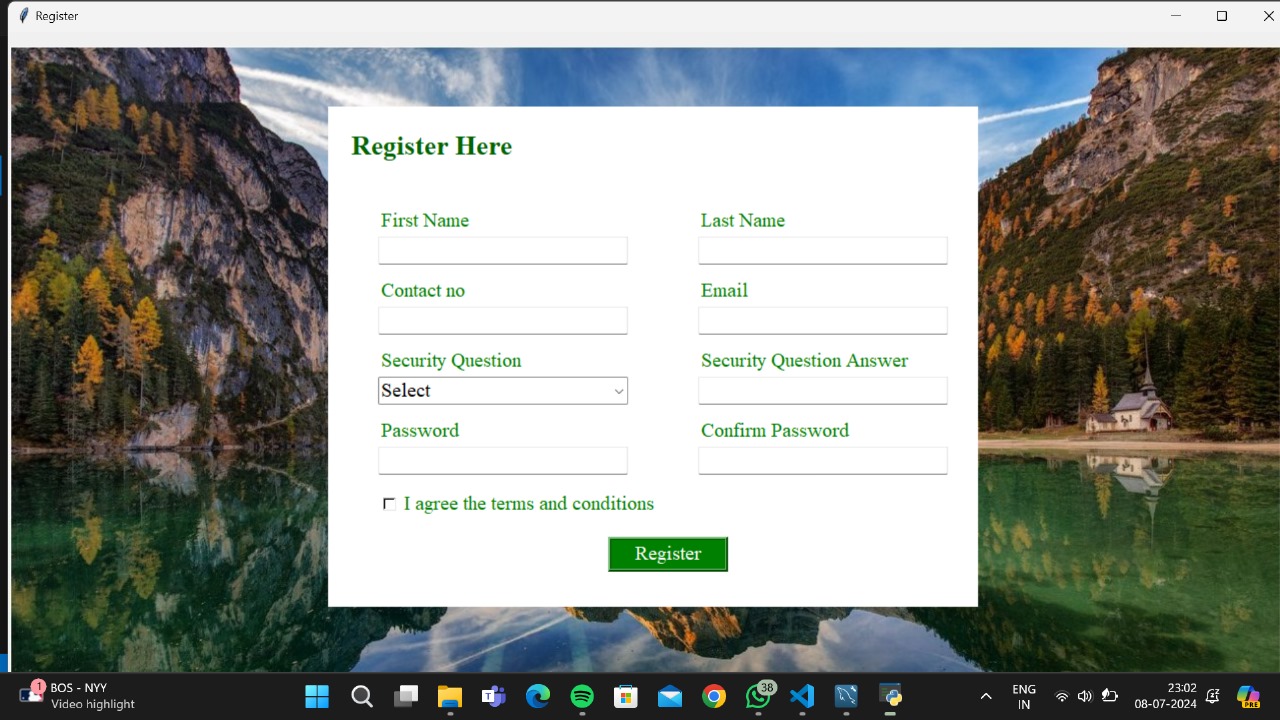 Register
Register Here
First Name
Last Name
Contact no
Email
Security Question
Security Question Answer
Select
Password
Confirm Password
I agree the terms and conditions
Register
1
BOS - NYY
Video highlight
38
ENG
IN
23:02
08-07-2024
PRE